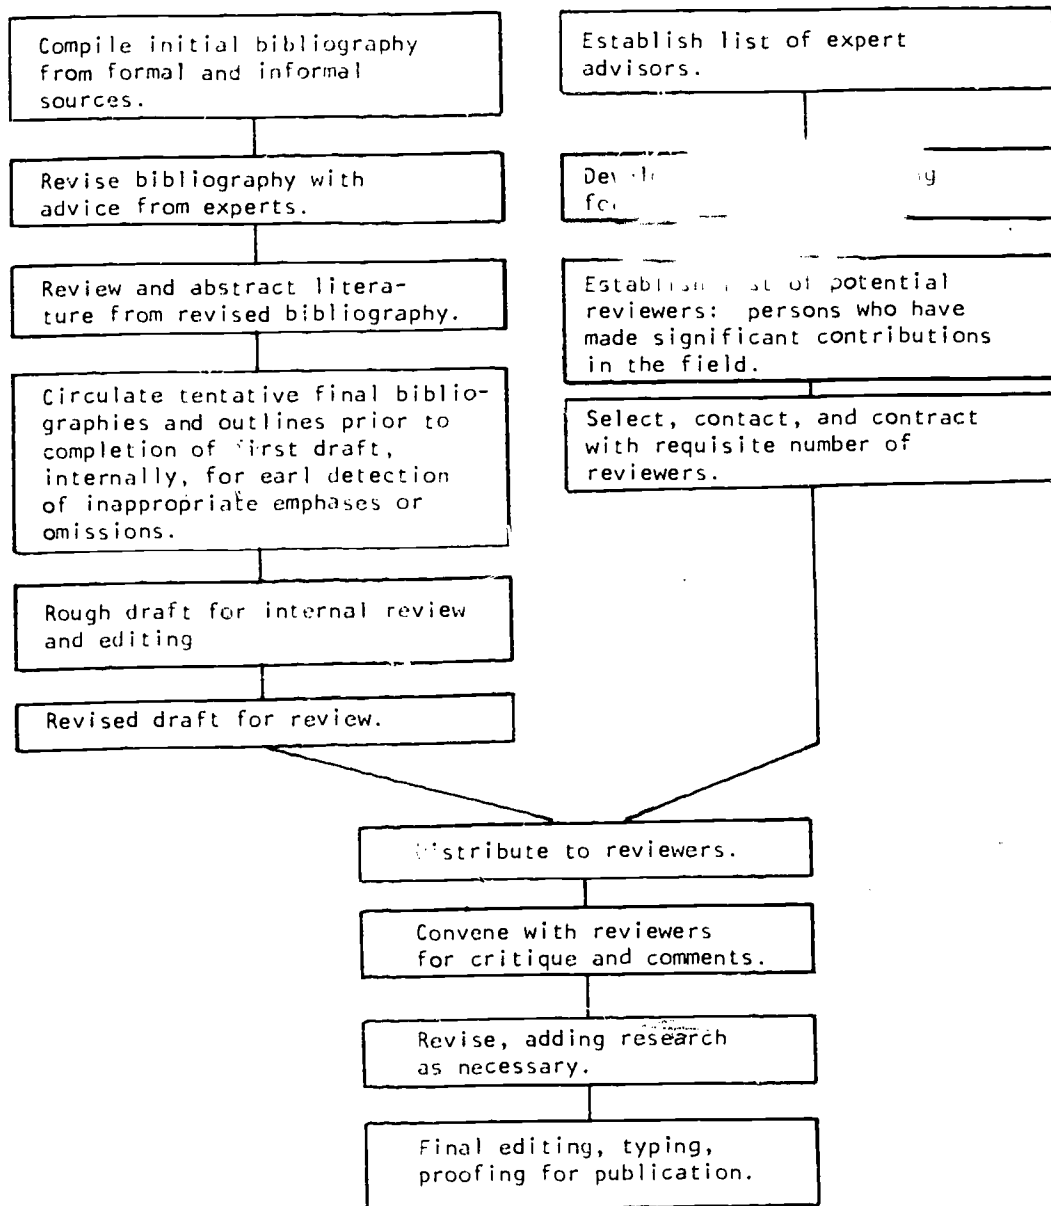 Compile initial bibliography
from formal and informal
sources.
Revise bibliography with
advice from experts.
Review and abstract litera-
ture from revised bibliography.
Circulate tentative final biblio-
graphies and outlines prior to
completion of first draft,
internally, for earl detection
of inappropriate emphases or
omissions.
Rough draft for internal review
and editing
Revised draft for review.
Establish list of expert
advisors.
Establish list of potential
reviewers: persons who have
made significant contributions
in the field.
Select, contact, and contract
with requisite number of
reviewers.
Distribute to reviewers.
Convene with reviewers
for critique and comments.
Revise, adding research
as necessary.
Final editing, typing,
proofing for publication.